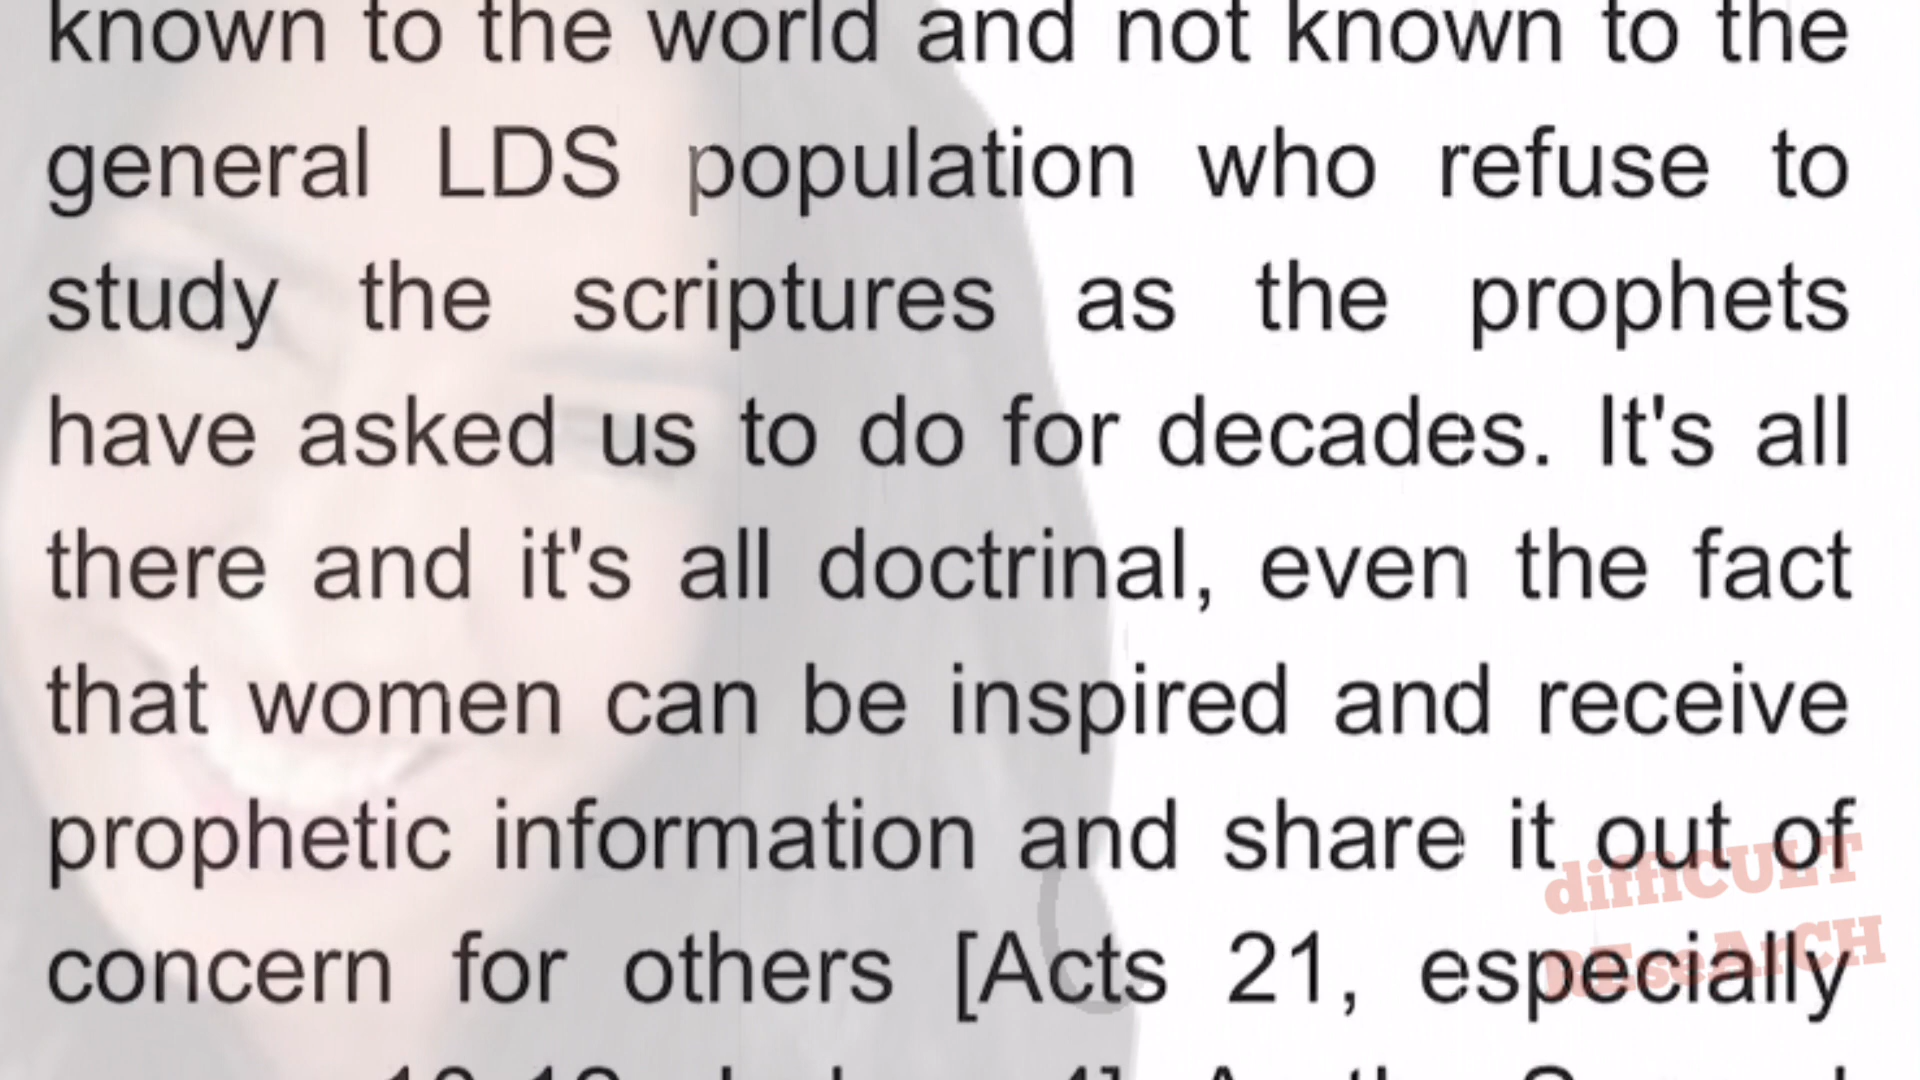 known to the world and not known to the
general LDS population who refuse to
study the scriptures as the prophets
have asked us to do for decades. It's all
there and it's all doctrinal, even the fact
that women can be inspired and receive
prophetic information and share it out of
concern for others [Acts 21, especially
diffiCULT
REseArCH